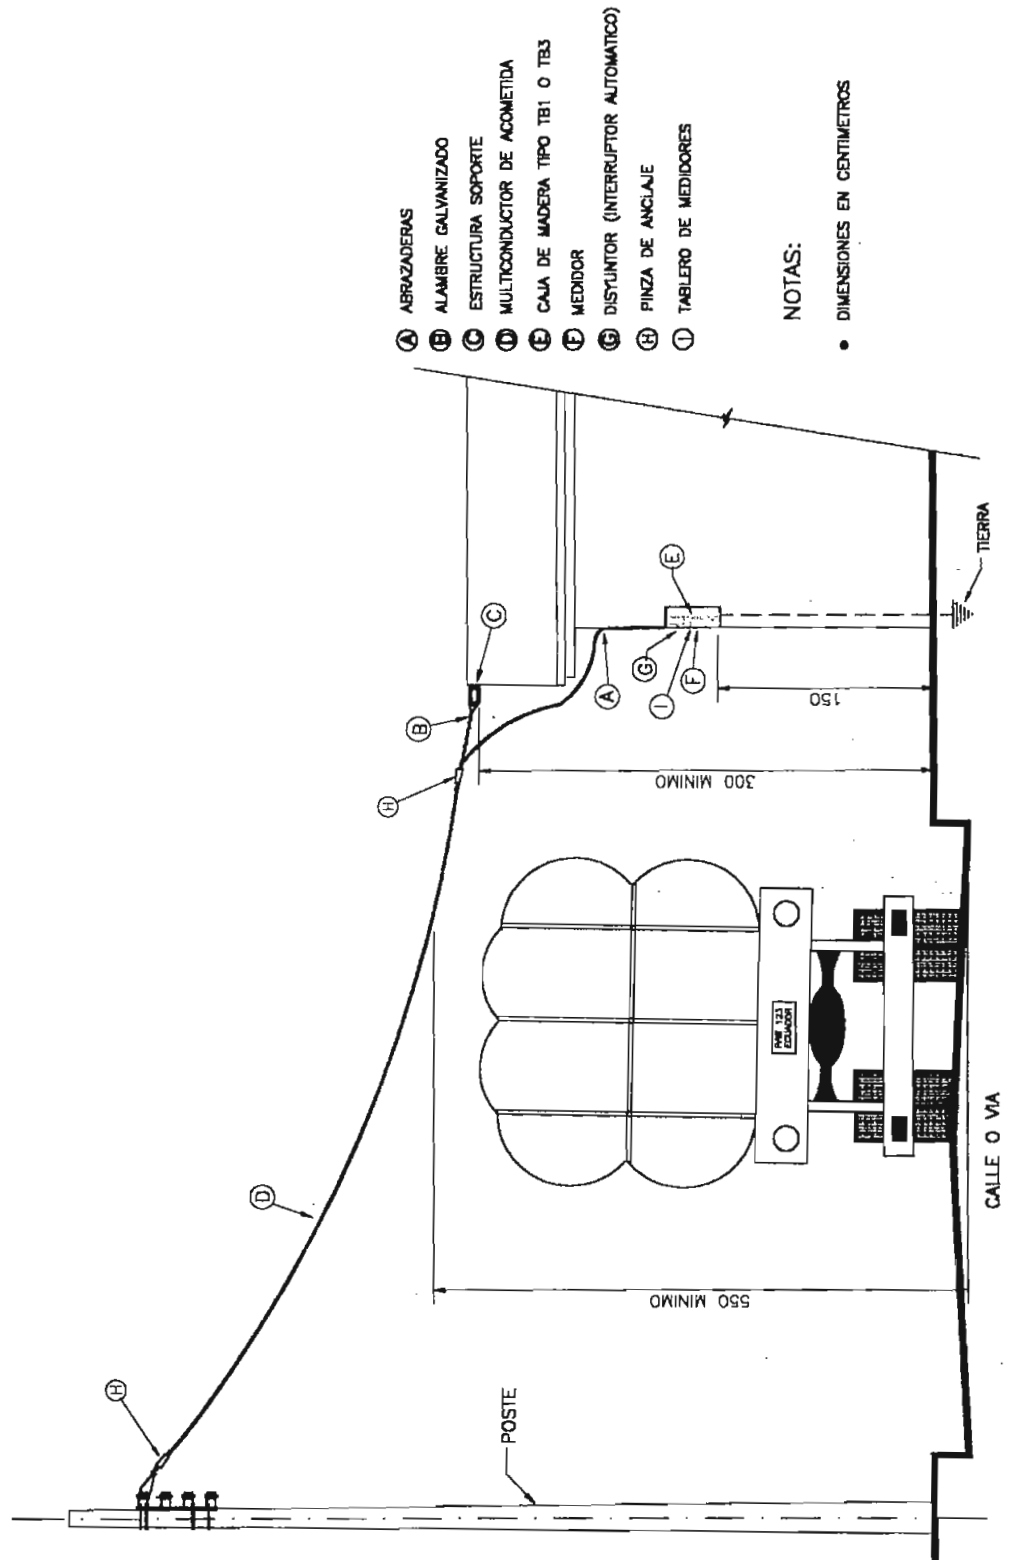 Ⓐ ABRAZADERAS
Ⓑ ALAMBRE GALVANIZADO
Ⓒ ESTRUCTURA SOPORTE
Ⓓ MULTICONDUCTOR DE ACOMETIDA
Ⓔ CAJA DE MADERA TIPO TB1 O TB3
Ⓕ MEDIDOR
Ⓖ DISYUNTOR (INTERRUPTOR AUTOMATICO)
Ⓗ PINZA DE ANCLAJE
Ⓘ TABLERO DE MEDIDORES
NOTAS:
• DIMENSIONES EN CENTIMETROS
H
D
H
B
C
A
G
I
F
E
POSTE
550 MINIMO
300 MINIMO
150
123
ECUADOR
TIERRA
CALLE O VIA